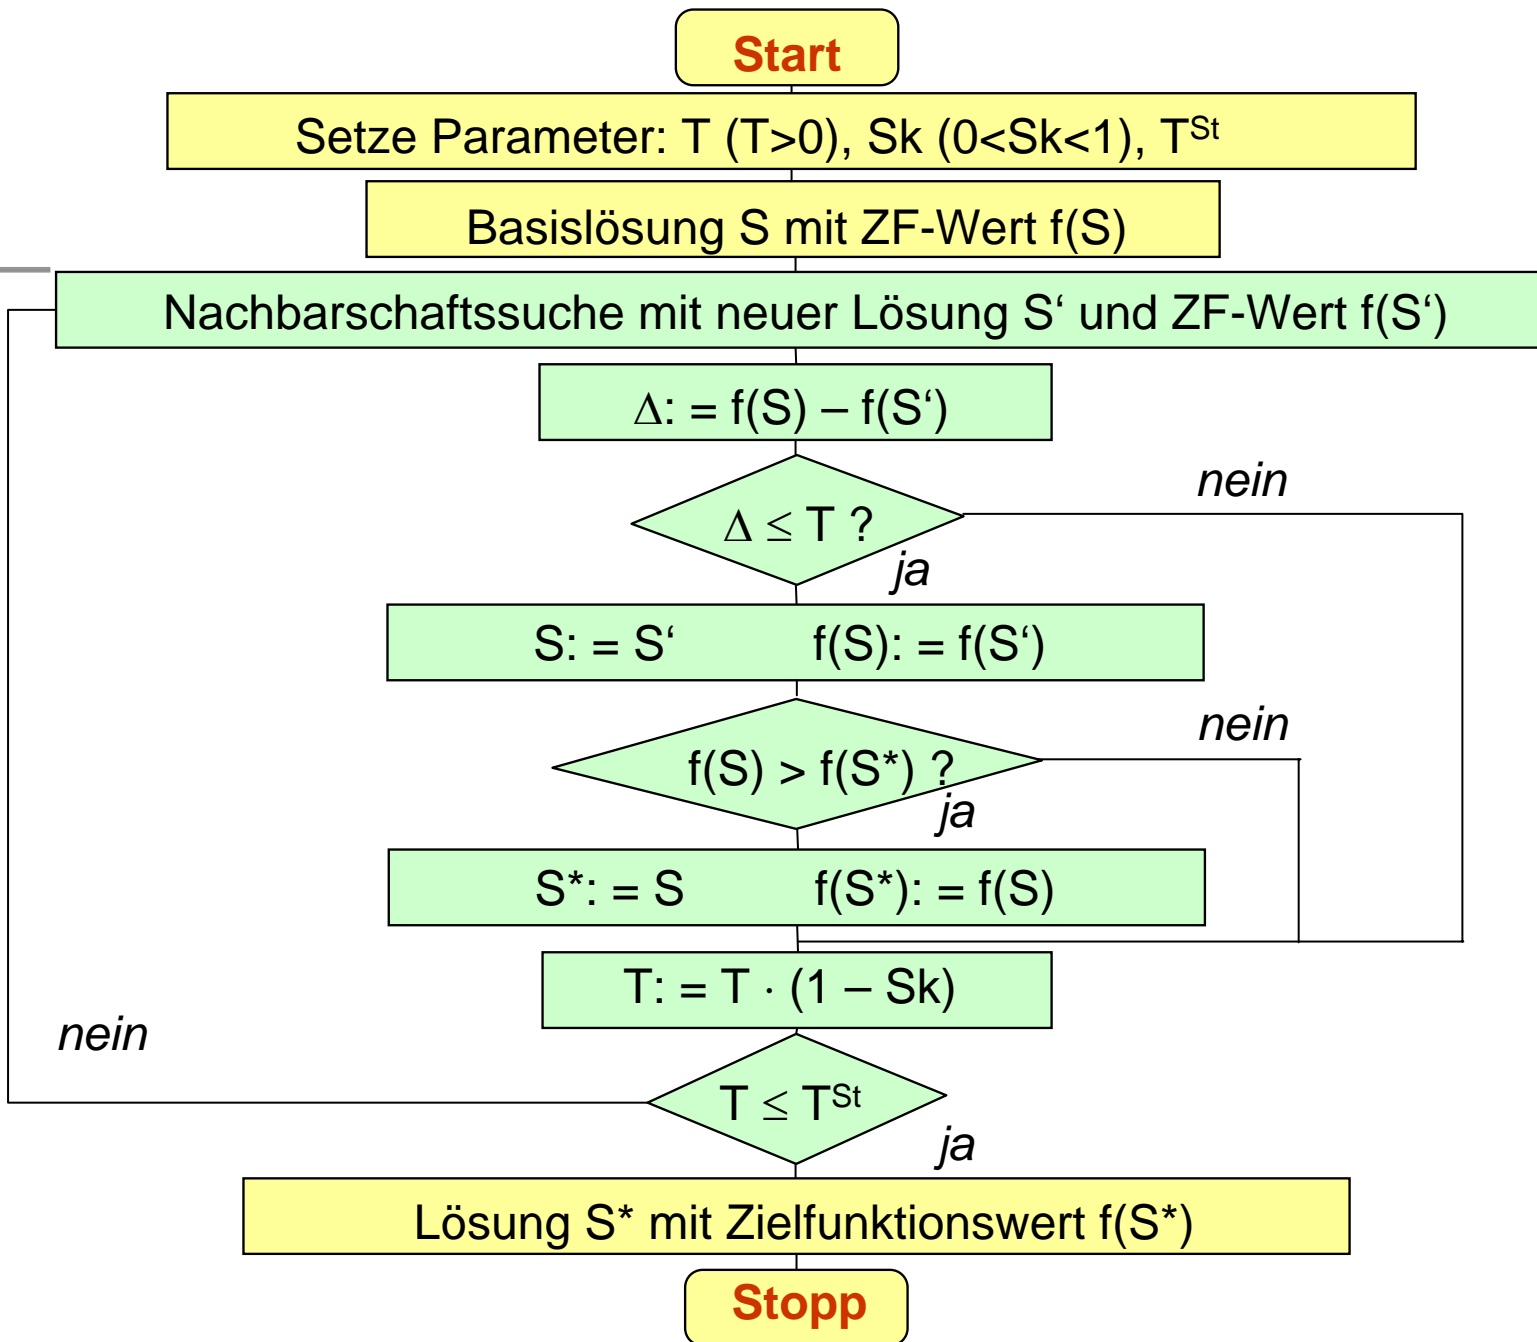 Start
Setze Parameter: T (T>0), Sk (0<Sk<1), T^St
Basislösung S mit ZF-Wert f(S)
Nachbarschaftssuche mit neuer Lösung S‘ und ZF-Wert f(S‘)
Δ: = f(S) – f(S‘)
nein
Δ ≤ T ?
ja
S: = S‘ f(S): = f(S‘)
nein
f(S) > f(S*) ?
ja
S*: = S f(S*): = f(S)
T: = T · (1 – Sk)
nein
T ≤ T^St
ja
Lösung S* mit Zielfunktionswert f(S*)
Stopp